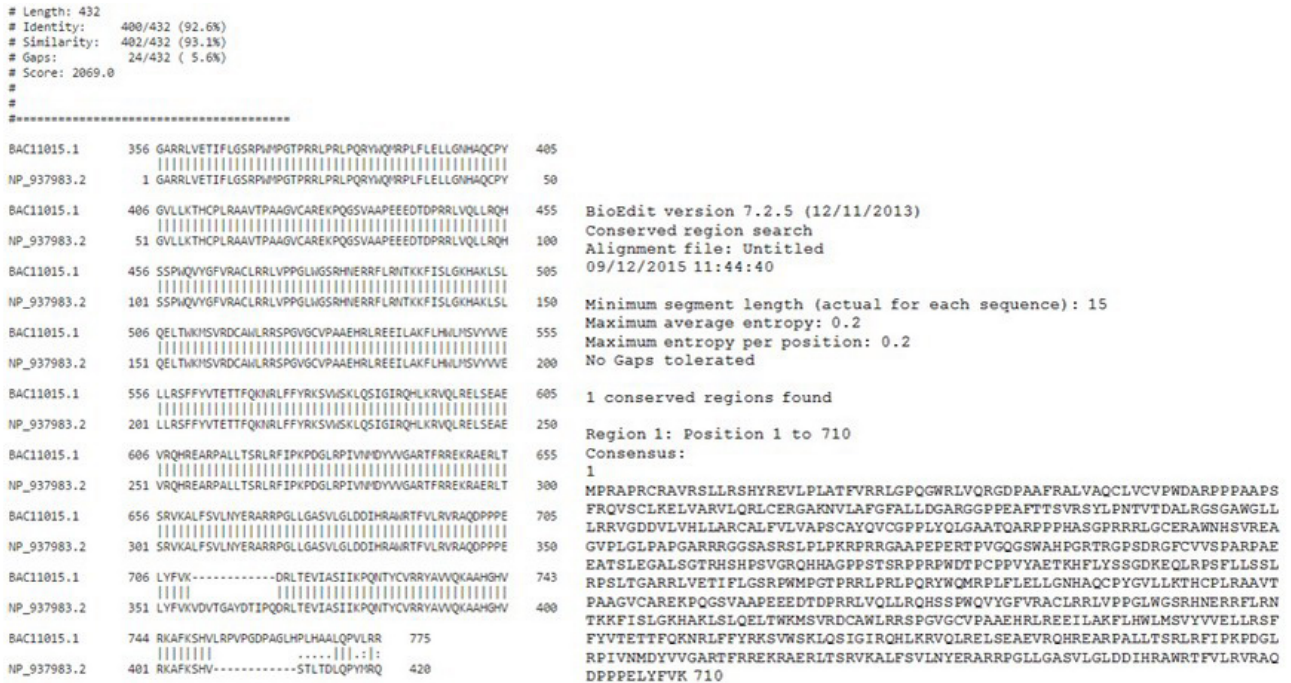 # Length: 432
# Identity: 400/432 (92.6%)
# Similarity: 402/432 (93.1%)
# Gaps: 24/432 ( 5.6%)
# Score: 2069.0
#
#
#=======================================
BAC11015.1 356 GARRLVETIFLGSRPWMPGTPRRLPRLPQRYWQMRPLFLELLGNHAQCPY 405
NP_937983.2 1 GARRLVETIFLGSRPWMPGTPRRLPRLPQRYWQMRPLFLELLGNHAQCPY 50
BAC11015.1 406 GVLLKTHCPLRAAVTPAAGVCAREKPQGSVAAPEEEDTDPRRLVQLLRQH 455
NP_937983.2 51 GVLLKTHCPLRAAVTPAAGVCAREKPQGSVAAPEEEDTDPRRLVQLLRQH 100
BAC11015.1 456 SSPWQVYGFVRACLRRLVPPGLWGSRHNERRFLRNTKKFISLGKHAKLSL 505
NP_937983.2 101 SSPWQVYGFVRACLRRLVPPGLWGSRHNERRFLRNTKKFISLGKHAKLSL 150
BAC11015.1 506 QELTWKMSVRDCAWLRRSPGVGCVPAAEHRLREEILAKFLHWLMSVYVVE 555
NP_937983.2 151 QELTWKMSVRDCAWLRRSPGVGCVPAAEHRLREEILAKFLHWLMSVYVVE 200
BAC11015.1 556 LLRSFFYVTETTFQKNRLFFYRKSVWSKLQSIGIRQHLKRVQLRELSEAE 605
NP_937983.2 201 LLRSFFYVTETTFQKNRLFFYRKSVWSKLQSIGIRQHLKRVQLRELSEAE 250
BAC11015.1 606 VRQHREARPALLTSRLRFIPKPDGLRPIVNMDYVVGARTFRREKRAERLT 655
NP_937983.2 251 VRQHREARPALLTSRLRFIPKPDGLRPIVNMDYVVGARTFRREKRAERLT 300
BAC11015.1 656 SRVKALFSVLNYERARRPGLLGASVLGLDDIHRAWRTFVLRVRAQDPPPE 705
NP_937983.2 301 SRVKALFSVLNYERARRPGLLGASVLGLDDIHRAWRTFVLRVRAQDPPPE 350
BAC11015.1 706 LYFVK------------DRLTEVIASIIKPQNTYCVRRYAVVQKAAHGHV 743
NP_937983.2 351 LYFVKVDVTGAYDTIPQDRLTEVIASIIKPQNTYCVRRYAVVQKAAHGHV 400
BAC11015.1 744 RKAFKSHVLRPVPGDPAGLHPLHAALQPVLRR 775
NP_937983.2 401 RKAFKSHV------------STLTDLQPYMRQ 420
BioEdit version 7.2.5 (12/11/2013)
Conserved region search
Alignment file: Untitled
09/12/2015 11:44:40
Minimum segment length (actual for each sequence): 15
Maximum average entropy: 0.2
Maximum entropy per position: 0.2
No Gaps tolerated
1 conserved regions found
Region 1: Position 1 to 710
Consensus:
1
MPRAPRCRAVRSLLRSHYREVLPLATFVRRLGPQGWRLVQRGDPAAFRALVAQCLVCVPWDARPPPAAPS
FRQVSCLKELVARVLQRLCERGAKNVLAFGFALLDGARGGPPEAFTTSVRSYLPNTVTDALRGSGAWGLL
LRRVGDDVLVHLLARCALFVLVAPSCAYQVCGPPLYQLGAATQARPPPHASGPRRRLGCERAWNHSVREA
GVPLGLPAPGARRRGGSASRSLPLPKRPRRGAAPEPERTPVGQGSWAHPGRTRGPSDRGFCVVSPARPAE
EATSLEGALSGTRHSHPSVGRQHHAGPPSTSRPPRPWDTPCPPVYAETKHFLYSSGDKEQLRPSFLLSSL
RPSLTGARRLVETIFLGSRPWMPGTPRRLPRLPQRYWQMRPLFLELLGNHAQCPYGVLLKTHCPLRAAVT
PAAGVCAREKPQGSVAAPEEEDTDPRRLVQLLRQHSSPWQVYGFVRACLRRLVPPGLWGSRHNERRFLRN
TKKFISLGKHAKLSLQELTWKMSVRDCAWLRRSPGVGCVPAAEHRLREEILAKFLHWLMSVYVVELLRSF
FYVTETTFQKNRLFFYRKSVWSKLQSIGIRQHLKRVQLRELSEAEVRQHREARPALLTSRLRFIPKPDGL
RPIVNMDYVVGARTFRREKRAERLTSRVKALFSVLNYERARRPGLLGASVLGLDDIHRAWRTFVLRVRAQ
DPPPELYFVK 710